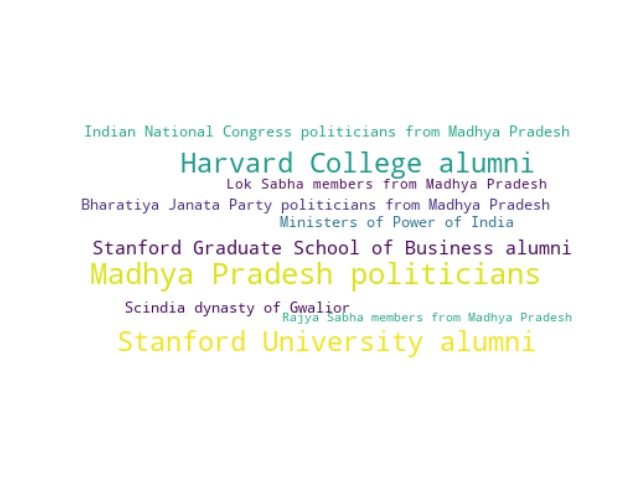 Indian National Congress politicians from Madhya Pradesh
Harvard College alumni
Lok Sabha members from Madhya Pradesh
Bharatiya Janata Party politicians from Madhya Pradesh
Ministers of Power of India
Stanford Graduate School of Business alumni
Madhya Pradesh politicians
Scindia dynasty of Gwalior
Rajya Sabha members from Madhya Pradesh
Stanford University alumni